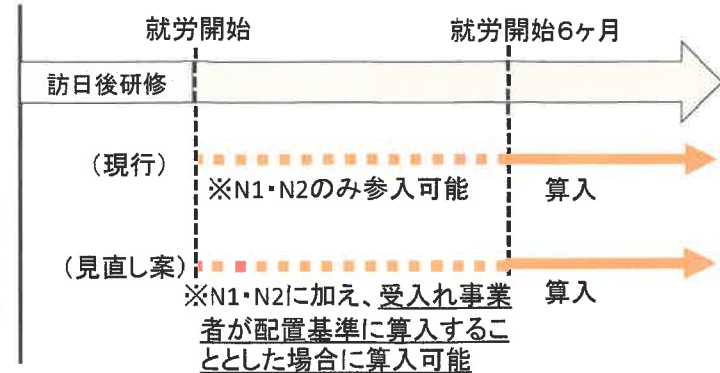 就労開始
就労開始6ヶ月
訪日後研修
（現行）
※N1・N2のみ参入可能
算入
（見直し案）
※N1・N2に加え、受入れ事業
者が配置基準に算入するこ
ととした場合に算入可能
算入